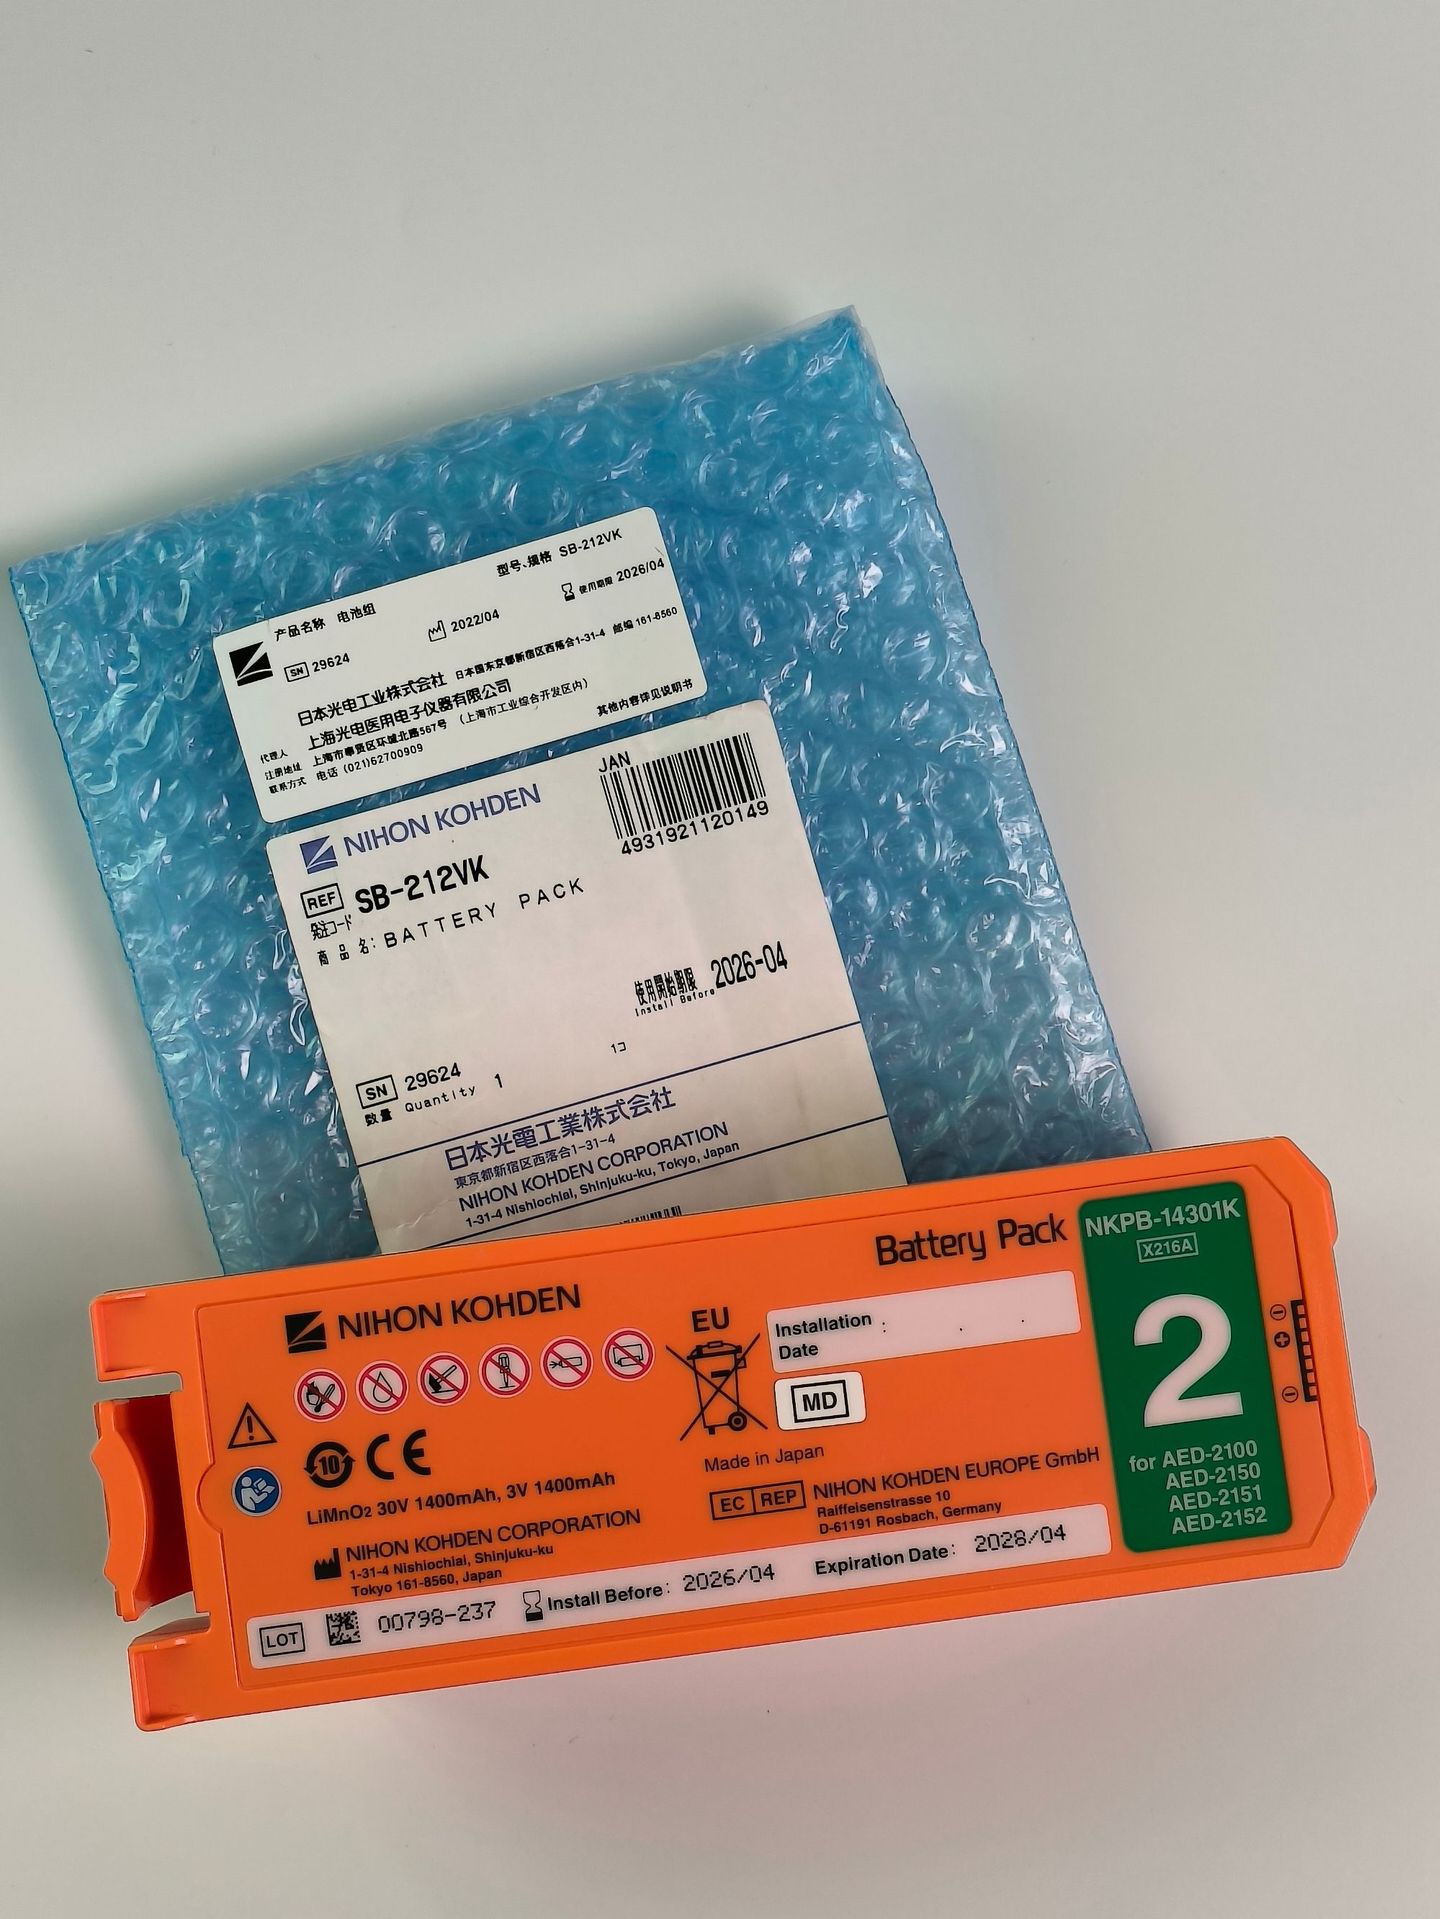 产品名称 电池组
型号、规格 SB-212VK
SN 29624
2022/04
使用期限 2026/04
日本光电工业株式会社 日本国东京都新宿区西落合1-31-4 邮编 161-8560
代理人 上海光电医用电子仪器有限公司
注册地址 上海市奉贤区环城北路567号 (上海市工业综合开发区内)
联系方式 电话 (021)62700909
其他内容详见说明书
NIHON KOHDEN
JAN
4931921120149
REF SB-212VK
発注コード
商品名: BATTERY PACK
使用開始期限 2026-04
Install Before
1コ
SN 29624
数量 Quantity 1
日本光電工業株式会社
東京都新宿区西落合1-31-4
NIHON KOHDEN CORPORATION
1-31-4 Nishiochiai, Shinjuku-ku, Tokyo, Japan
NIHON KOHDEN
Battery Pack
NKPB-14301K
X216A
2
for AED-2100
AED-2150
AED-2151
AED-2152
EU
Installation
Date : . .
MD
10
CE
Made in Japan
LiMnO2 30V 1400mAh, 3V 1400mAh
NIHON KOHDEN CORPORATION
1-31-4 Nishiochiai, Shinjuku-ku
Tokyo 161-8560, Japan
EC REP NIHON KOHDEN EUROPE GmbH
Raiffeisenstrasse 10
D-61191 Rosbach, Germany
LOT 00798-237 Install Before: 2026/04 Expiration Date: 2028/04